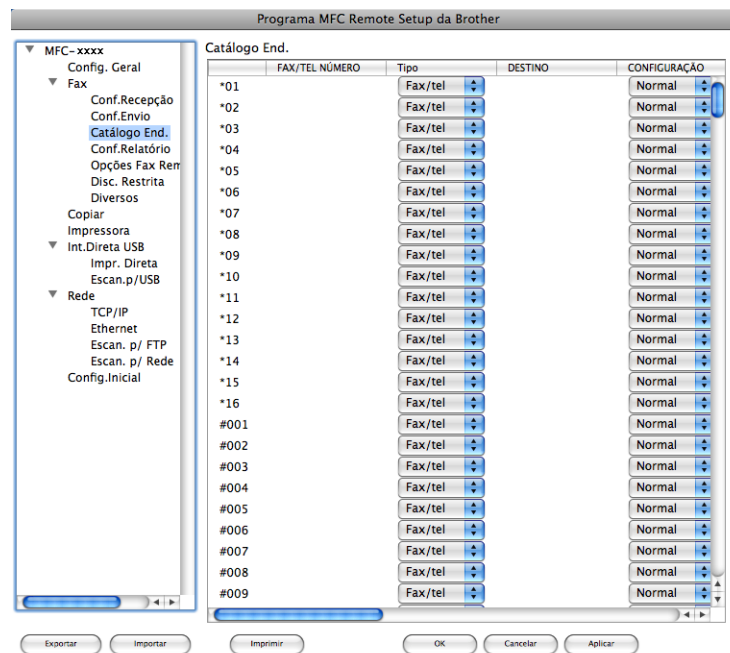 Programa MFC Remote Setup da Brother
MFC-xxxx
Config. Geral
Fax
Conf.Recepção
Conf.Envio
Catálogo End.
Conf.Relatório
Opções Fax Rem
Disc. Restrita
Diversos
Copiar
Impressora
Int.Direta USB
Impr. Direta
Escan.p/USB
Rede
TCP/IP
Ethernet
Escan. p/ FTP
Escan. p/ Rede
Config.Inicial
Catálogo End.
FAX/TEL NÚMERO Tipo DESTINO CONFIGURAÇÃO
*01 Fax/tel Normal
*02 Fax/tel Normal
*03 Fax/tel Normal
*04 Fax/tel Normal
*05 Fax/tel Normal
*06 Fax/tel Normal
*07 Fax/tel Normal
*08 Fax/tel Normal
*09 Fax/tel Normal
*10 Fax/tel Normal
*11 Fax/tel Normal
*12 Fax/tel Normal
*13 Fax/tel Normal
*14 Fax/tel Normal
*15 Fax/tel Normal
*16 Fax/tel Normal
#001 Fax/tel Normal
#002 Fax/tel Normal
#003 Fax/tel Normal
#004 Fax/tel Normal
#005 Fax/tel Normal
#006 Fax/tel Normal
#007 Fax/tel Normal
#008 Fax/tel Normal
#009 Fax/tel Normal
Exportar Importar Imprimir OK Cancelar Aplicar